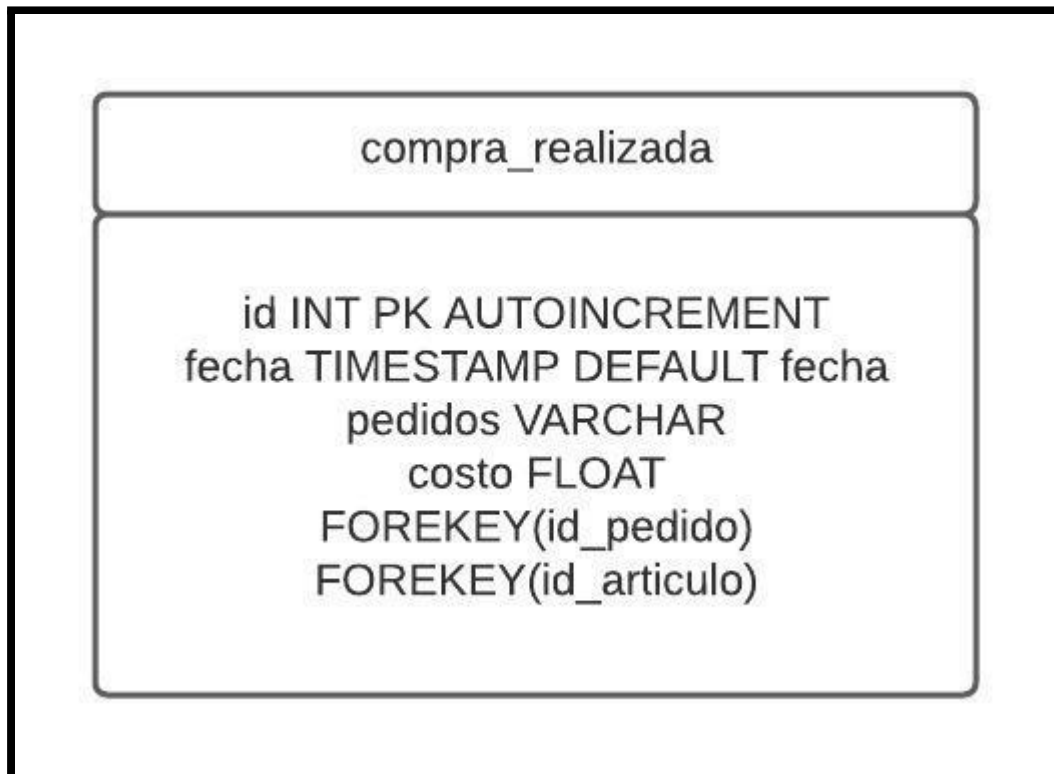 compra_realizada
id INT PK AUTOINCREMENT
fecha TIMESTAMP DEFAULT fecha
pedidos VARCHAR
costo FLOAT
FOREKEY(id_pedido)
FOREKEY(id_articulo)